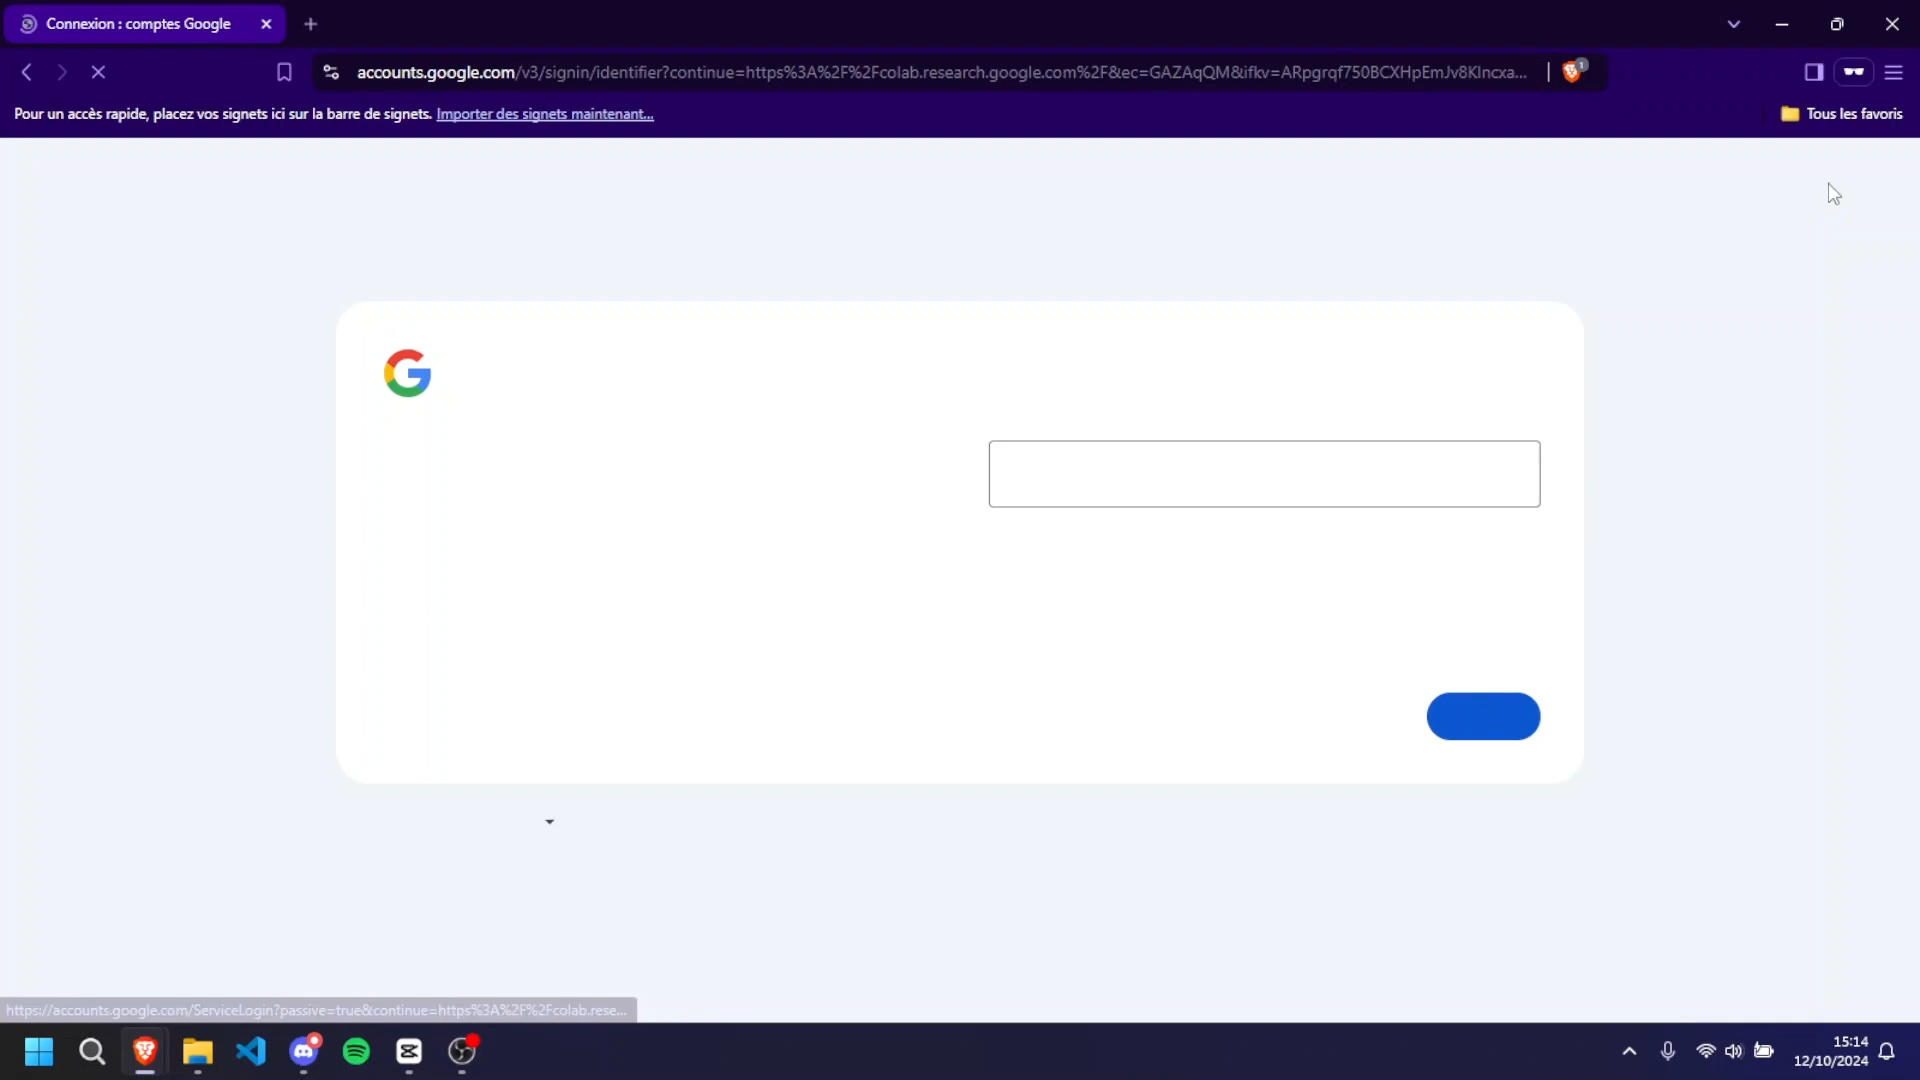 Connexion : comptes Google
accounts.google.com/v3/signin/identifier?continue=https%3A%2F%2Fcolab.research.google.com%2F&ec=GAZAqQM&ifkv=ARpgrqf750BCXHpEmJv8KIncxa...
1
Pour un accès rapide, placez vos signets ici sur la barre de signets. Importer des signets maintenant...
Tous les favoris
https://accounts.google.com/ServiceLogin?passive=true&continue=https%3A%2F%2Fcolab.rese...
15:14
12/10/2024